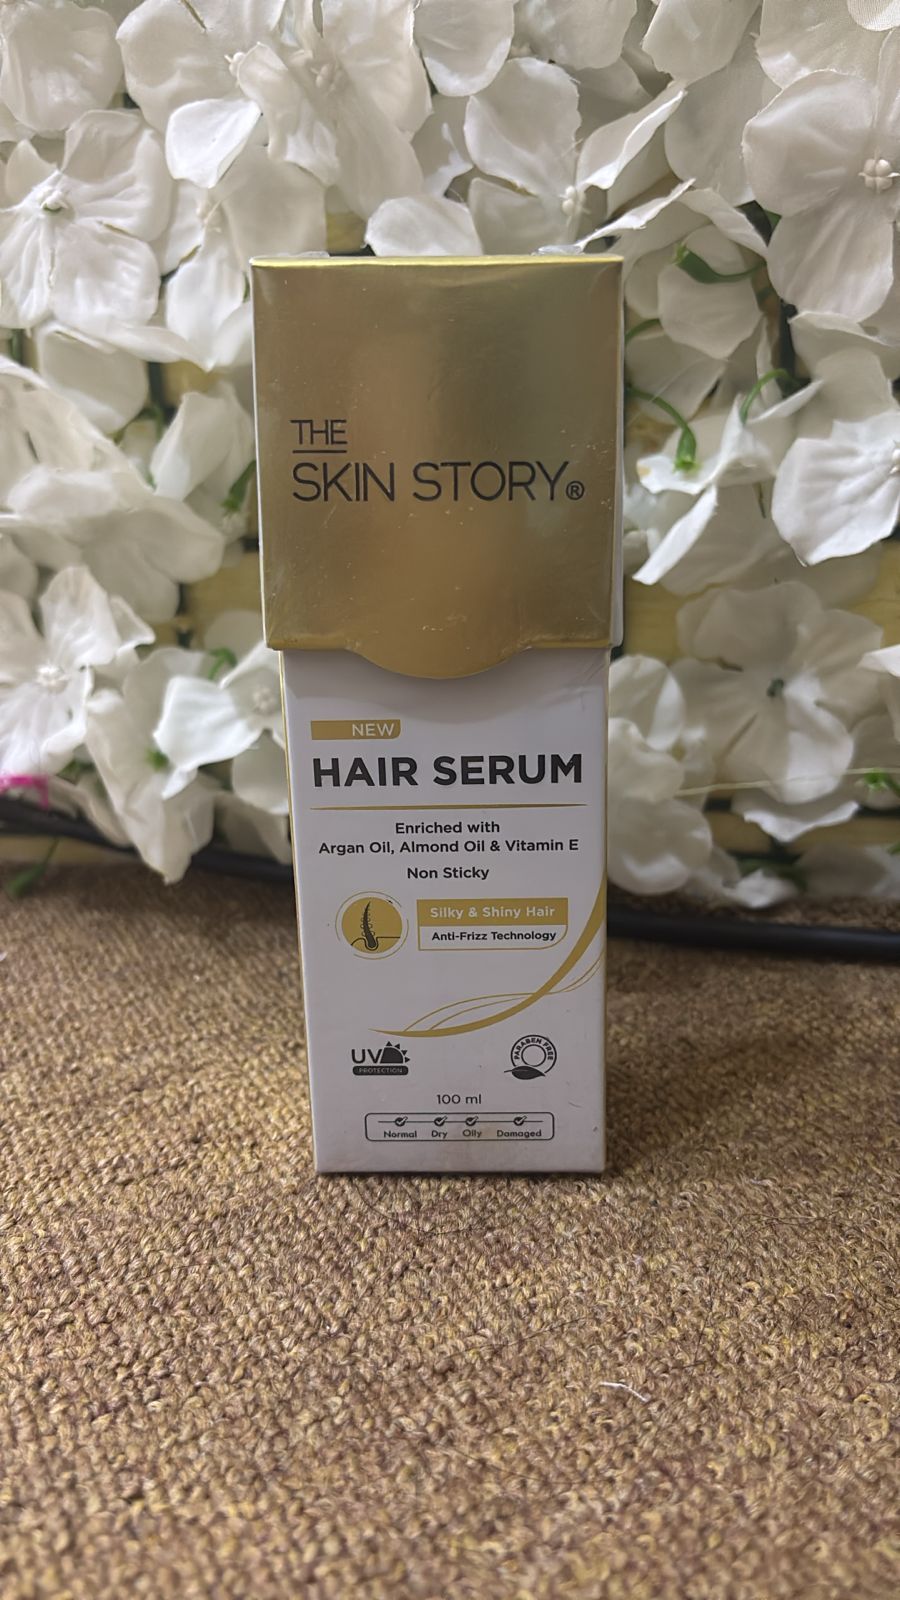 THE
SKIN STORY®
NEW
HAIR SERUM
Enriched with
Argan Oil, Almond Oil & Vitamin E
Non Sticky
Silky & Shiny Hair
Anti-Frizz Technology
UV
PROTECTION
PARABEN FREE
100 ml
Normal Dry Oily Damaged